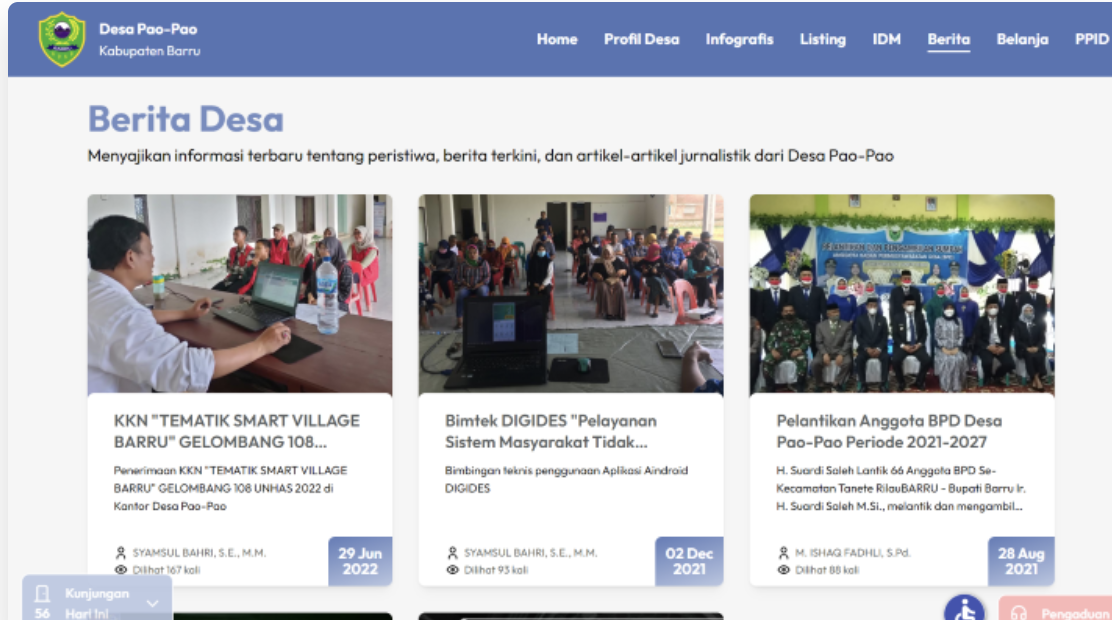 Desa Pao-Pao
Kabupaten Barru
Home Profil Desa Infografis Listing IDM Berita Belanja PPID
Berita Desa
Menyajikan informasi terbaru tentang peristiwa, berita terkini, dan artikel-artikel jurnalistik dari Desa Pao-Pao
PELANTIKAN DAN PENGAMBILAN SUMPAH
KKN "TEMATIK SMART VILLAGE
BARRU" GELOMBANG 108...
Penerimaan KKN "TEMATIK SMART VILLAGE
BARRU" GELOMBANG 108 UNHAS 2022 di
Kantor Desa Pao-Pao
SYAMSUL BAHRI, S.E., M.M.
Dilihat 167 kali
29 Jun
2022
Bimtek DIGIDES "Pelayanan
Sistem Masyarakat Tidak...
Bimbingan teknis penggunaan Aplikasi Aindroid
DIGIDES
SYAMSUL BAHRI, S.E., M.M.
Dilihat 93 kali
02 Dec
2021
Pelantikan Anggota BPD Desa
Pao-Pao Periode 2021-2027
H. Suardi Saleh Lantik 66 Anggota BPD Se-
Kecamatan Tanete RilauBARRU - Bupati Barru Ir.
H. Suardi Saleh M.Si., melantik dan mengambil...
M. ISHAQ FADHLI, S.Pd.
Dilihat 88 kali
28 Aug
2021
Kunjungan
56 Hari Ini
Pengaduan